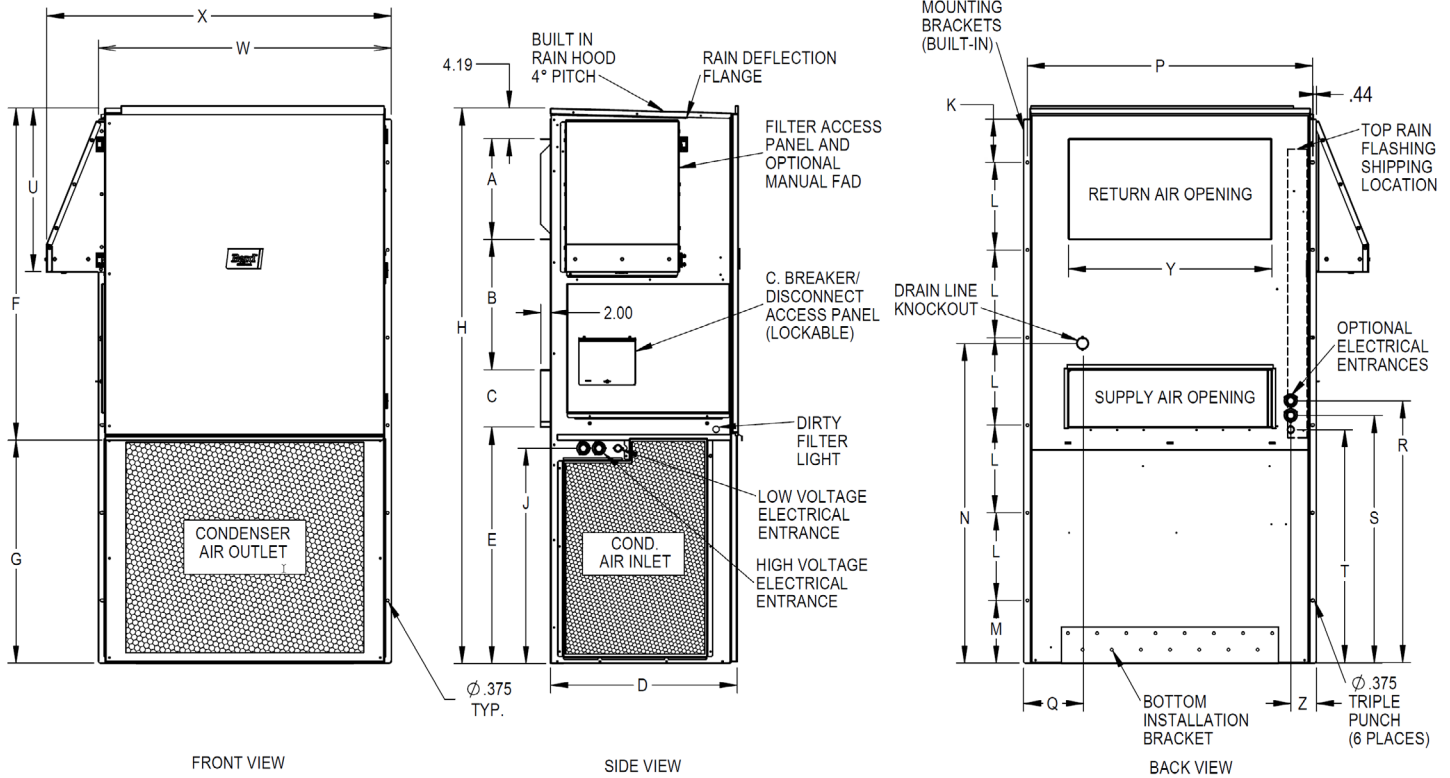 X
W
U
F
G
Bard
CONDENSER
AIR OUTLET
Ø.375
TYP.
FRONT VIEW
4.19
BUILT IN
RAIN HOOD
4° PITCH
RAIN DEFLECTION
FLANGE
FILTER ACCESS
PANEL AND
OPTIONAL
MANUAL FAD
A
B
C
H
2.00
C. BREAKER/
DISCONNECT
ACCESS PANEL
(LOCKABLE)
DIRTY
FILTER
LIGHT
J
E
LOW VOLTAGE
ELECTRICAL
ENTRANCE
COND.
AIR INLET
HIGH VOLTAGE
ELECTRICAL
ENTRANCE
D
SIDE VIEW
MOUNTING
BRACKETS
(BUILT-IN)
P
K
.44
TOP RAIN
FLASHING
SHIPPING
LOCATION
L
RETURN AIR OPENING
Y
L
DRAIN LINE
KNOCKOUT
OPTIONAL
ELECTRICAL
ENTRANCES
L
SUPPLY AIR OPENING
L
R
S
N
T
L
M
Q
Z
Ø.375
TRIPLE
PUNCH
(6 PLACES)
BOTTOM
INSTALLATION
BRACKET
BACK VIEW